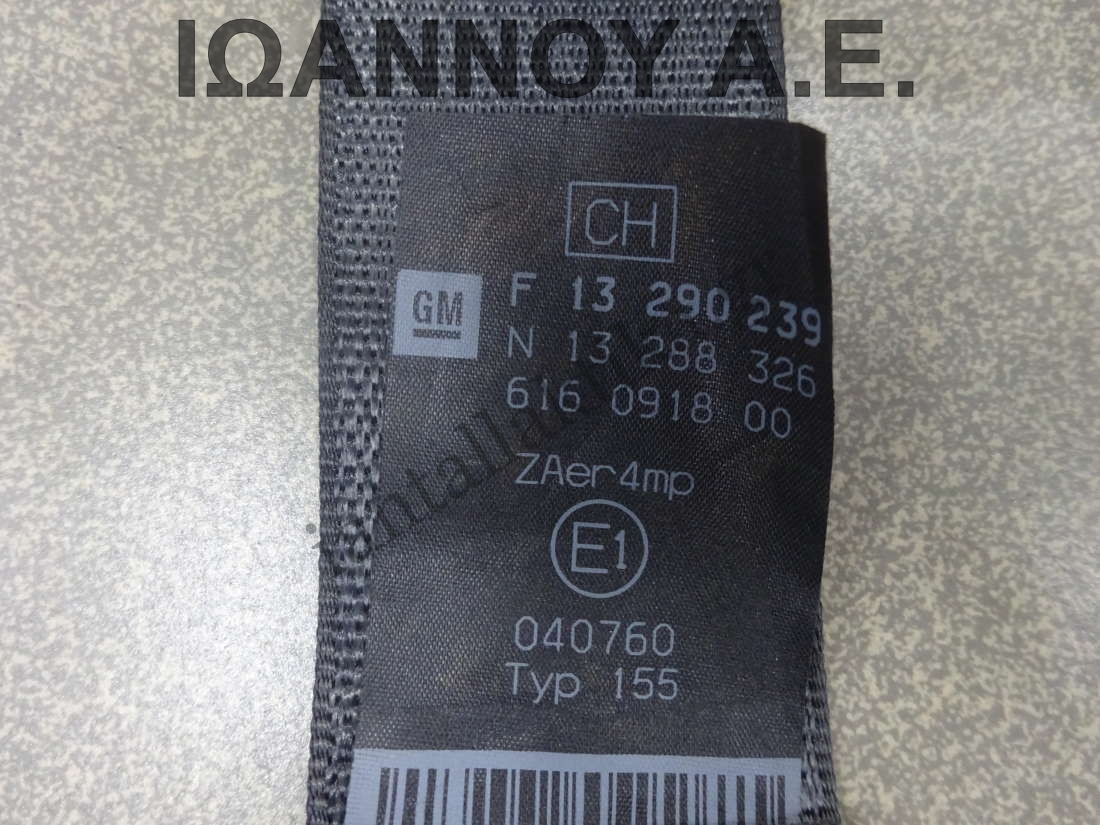 ΙΩΑΝΝΟΥ Α.Ε.
CH
GM
F 13 290 239
N 13 288 326
616 0918 00
ZAer4mp
E1
040760
Typ 155